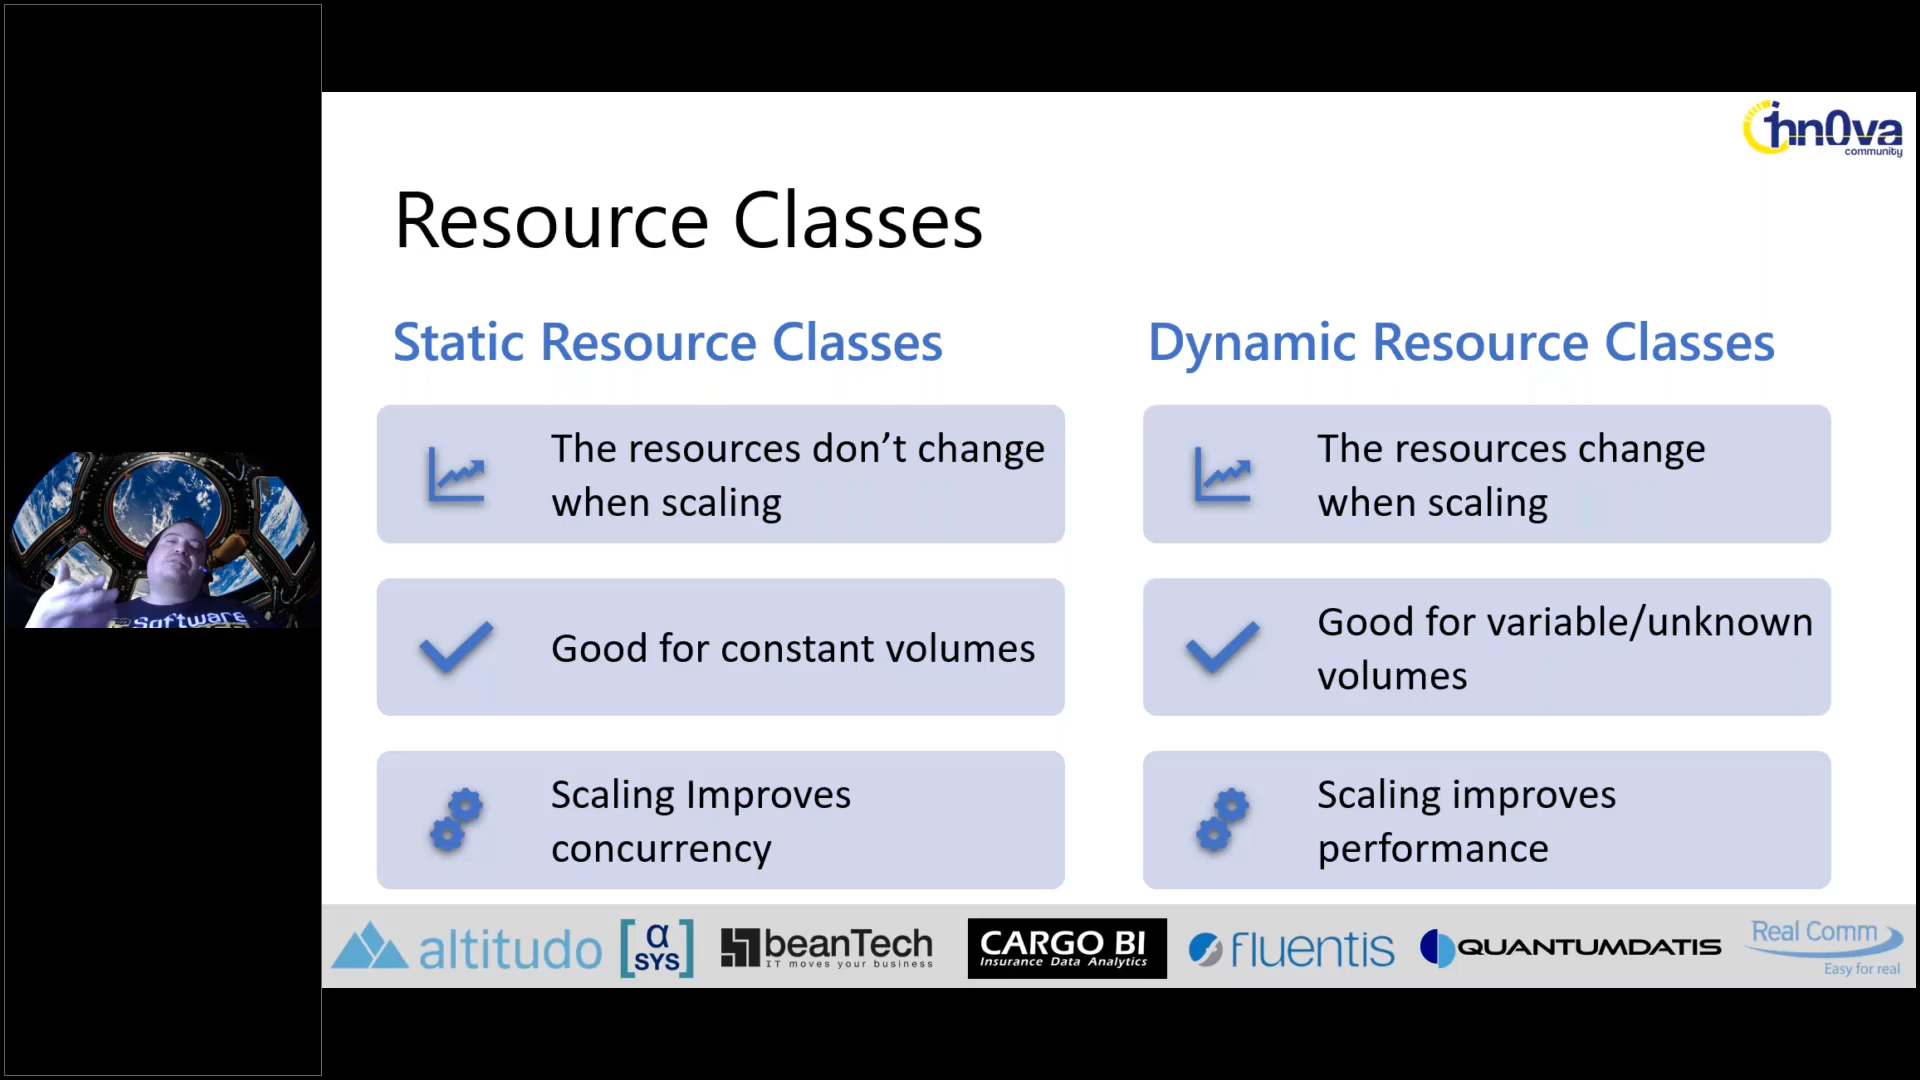 1nn0va
community
Resource Classes
Static Resource Classes
The resources don’t change
when scaling
Good for constant volumes
Scaling Improves
concurrency
Dynamic Resource Classes
The resources change
when scaling
Good for variable/unknown
volumes
Scaling improves
performance
Software
altitudo
α
SYS
beanTech
IT moves your business
CARGO BI
Insurance Data Analytics
fluentis
QUANTUMDATIS
Real Comm
Easy for real